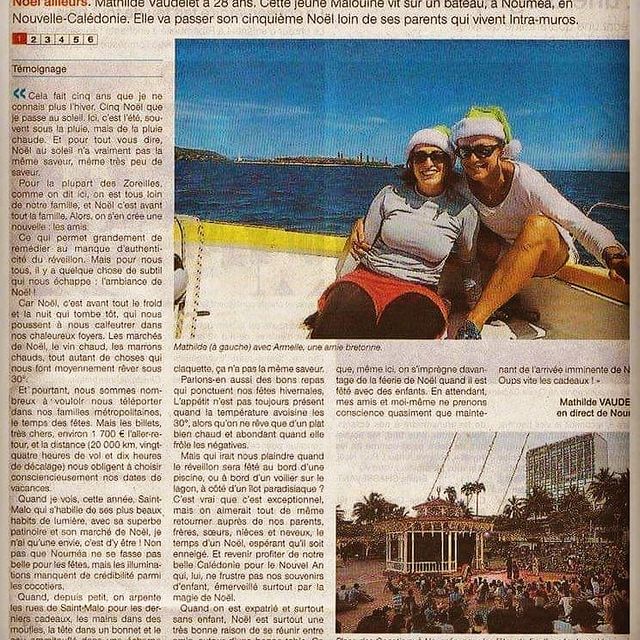 Noël ailleurs. Mathilde Vaudelet a 28 ans. Cette jeune Malouine vit sur un bateau, à Nouméa, en
Nouvelle-Calédonie. Elle va passer son cinquième Noël loin de ses parents qui vivent Intra-muros.
1 2 3 4 5 6
Témoignage
« Cela fait cinq ans que je ne
connais plus l'hiver. Cinq Noël que
je passe au soleil. Ici, c'est l'été, sou-
vent sous la pluie, mais de la pluie
chaude. Et pour tout vous dire,
Noël au soleil n'a vraiment pas la
même saveur, même très peu de
saveur.
Pour la plupart des Zoreilles,
comme on dit ici, on est tous loin
de notre famille, et Noël c'est avant
tout la famille. Alors, on s'en crée une
nouvelle : les amis.
Ce qui permet grandement de
remédier au manque d'authenti-
cité du réveillon. Mais pour nous
tous, il y a quelque chose de subtil
qui nous échappe : l'ambiance de
Noël !
Car Noël, c'est avant tout le froid
et la nuit qui tombe tôt, qui nous
poussent à nous calfeutrer dans
nos chaleureux foyers. Les marchés
de Noël, le vin chaud, les marrons
chauds, tout autant de choses qui
nous font moyennement rêver sous
30°.
Et pourtant, nous sommes nom-
breux à vouloir nous téléporter
dans nos familles métropolitaines,
le temps des fêtes. Mais les billets,
très chers, environ 1 700 € l'aller-re-
tour, et la distance (20 000 km, vingt-
quatre heures de vol et dix heures
de décalage) nous obligent à choisir
consciencieusement nos dates de
vacances.
Quand je vois, cette année, Saint-
Malo qui s'habille de ses plus beaux
habits de lumière, avec sa superbe
patinoire et son marché de Noël, je
n'ai qu'une envie, c'est d'y être ! Non
pas que Nouméa ne se fasse pas
belle pour les fêtes, mais les illumina-
tions manquent de crédibilité parmi
les cocotiers.
Quand, depuis petit, on arpente
les rues de Saint-Malo pour les der-
niers cadeaux, les mains dans des
moufles, la tête dans un bonnet et le
Mathilde (à gauche) avec Armelle, une amie bretonne.
claquette, ça n'a pas la même saveur.
Parlons-en aussi des bons repas
qui ponctuent nos fêtes hivernales.
L'appétit n'est pas toujours présent
quand la température avoisine les
30°, alors qu'on ne rêve que d'un plat
bien chaud et abondant quand elle
frôle les négatives.
Mais qui irait nous plaindre quand
le réveillon sera fêté au bord d'une
piscine, ou à bord d'un voilier sur le
lagon, à côté d'un îlot paradisiaque ?
C'est vrai que c'est exceptionnel,
mais on aimerait tout de même
retourner auprès de nos parents,
frères, sœurs, nièces et neveux, le
temps d'un Noël, espérant qu'il soit
enneigé. Et revenir profiter de notre
belle Calédonie pour le Nouvel An
qui, lui, ne frustre pas nos souvenirs
d'enfant, émerveillé surtout par la
magie de Noël.
Quand on est expatrié et surtout
sans enfant, Noël est surtout une
très bonne raison de se réunir entre
que, même ici, on s'imprègne davan-
tage de la féerie de Noël quand il est
fêté avec des enfants. En attendant,
mes amis et moi-même ne prenons
conscience quasiment que mainte-
nant de l'arrivée imminente de N
Oups vite les cadeaux ! »
Mathilde VAUDE
en direct de Nou